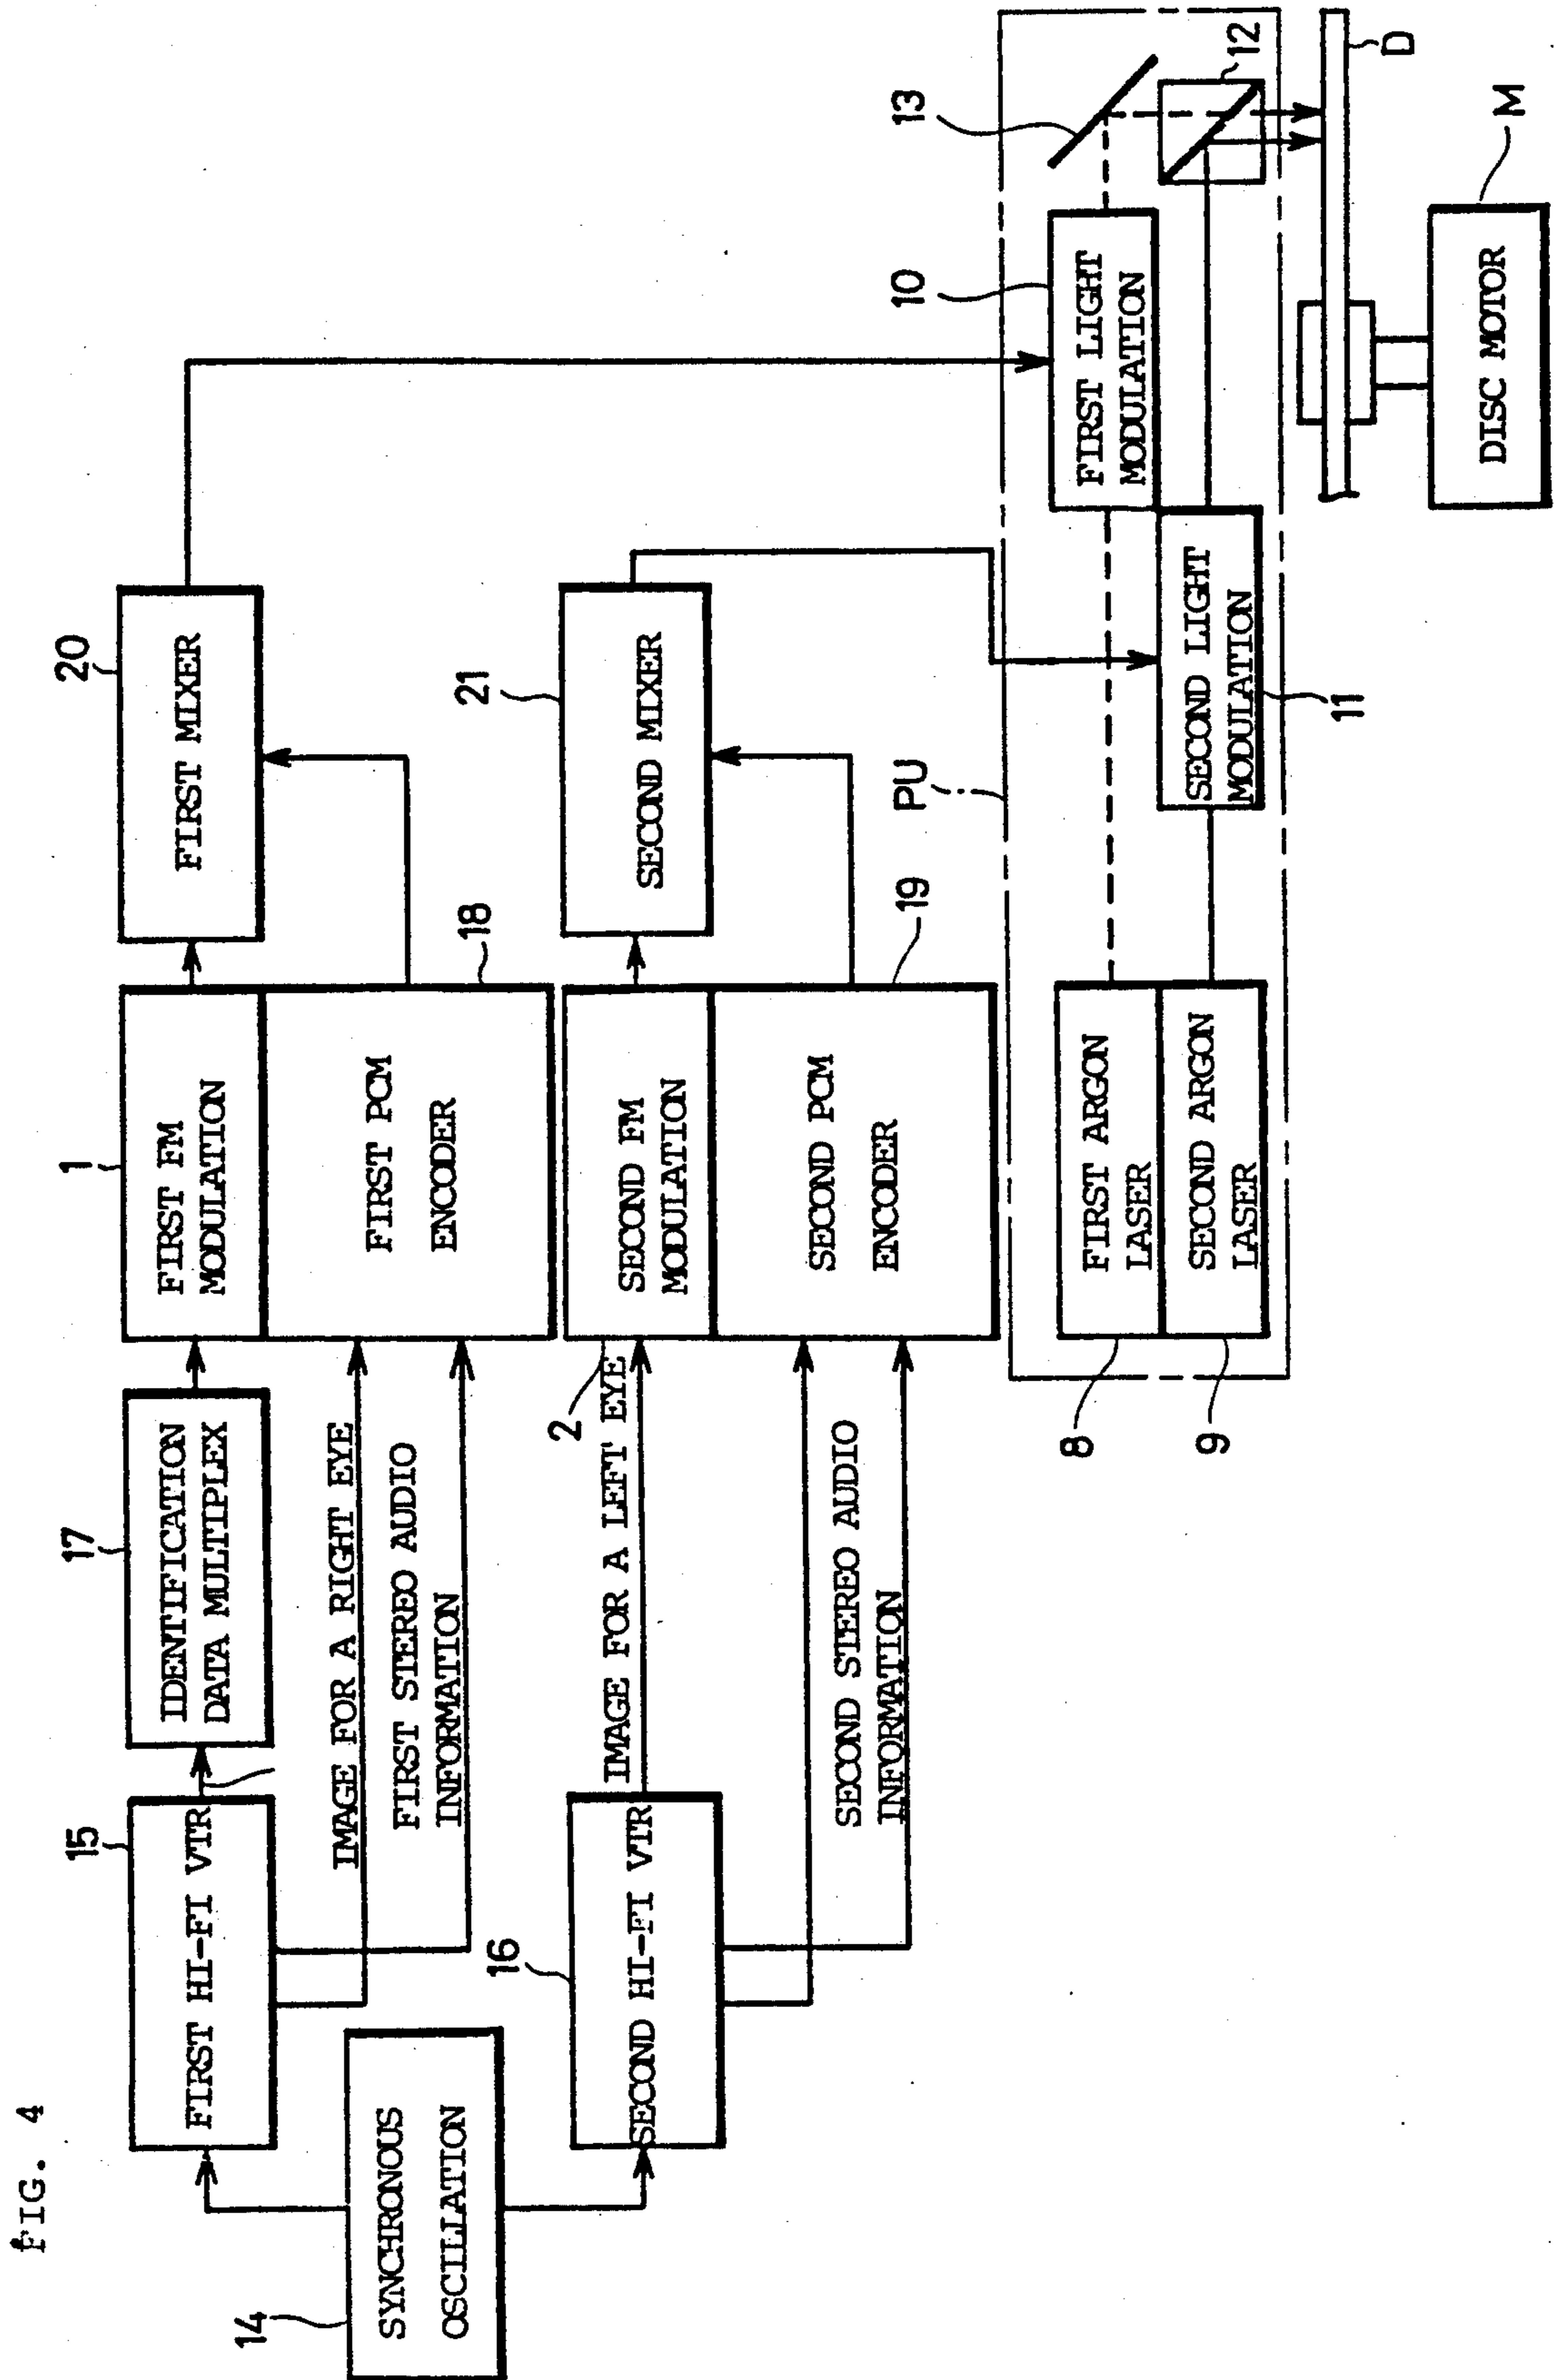 FIG. 4
14
SYNCHRONOUS
OSCILLATION
15
FIRST HI-FI VTR
16
SECOND HI-FI VTR
17
IDENTIFICATION
DATA MULTIPLEX
IMAGE FOR A RIGHT EYE
FIRST STEREO AUDIO
INFORMATION
IMAGE FOR A LEFT EYE
SECOND STEREO AUDIO
INFORMATION
1
FIRST FM
MODULATION
FIRST PCM
ENCODER
18
2
SECOND FM
MODULATION
SECOND PCM
ENCODER
19
20
FIRST MIXER
21
SECOND MIXER
PU
8
FIRST ARGON
LASER
9
SECOND ARGON
LASER
10
FIRST LIGHT
MODULATION
SECOND LIGHT
MODULATION
11
13
12
D
M
DISC MOTOR